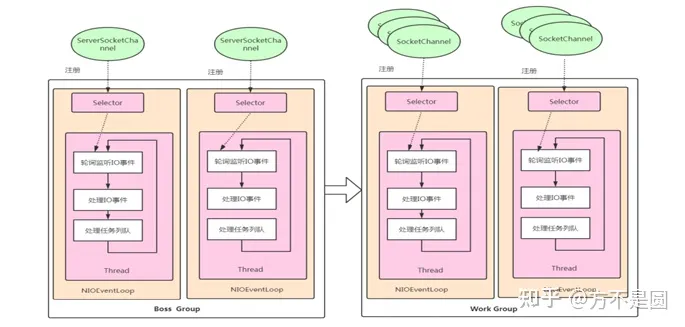 ServerSocketCha
nnel
注册
Selector
轮询监听IO事件
处理IO事件
处理任务列队
Thread
NIOEventLoop
ServerSocketChan
nel
注册
Selector
轮询监听IO事件
处理IO事件
处理任务列队
Thread
NIOEventLoop
Boss Group
SocketChannel
注册
Selector
轮询监听IO事件
处理IO事件
处理任务列队
Thread
NIOEventLoop
SocketChannel
注册
Selector
轮询监听IO事件
处理IO事件
处理任务列队
Thread
Work Group
知乎 @方不是圆